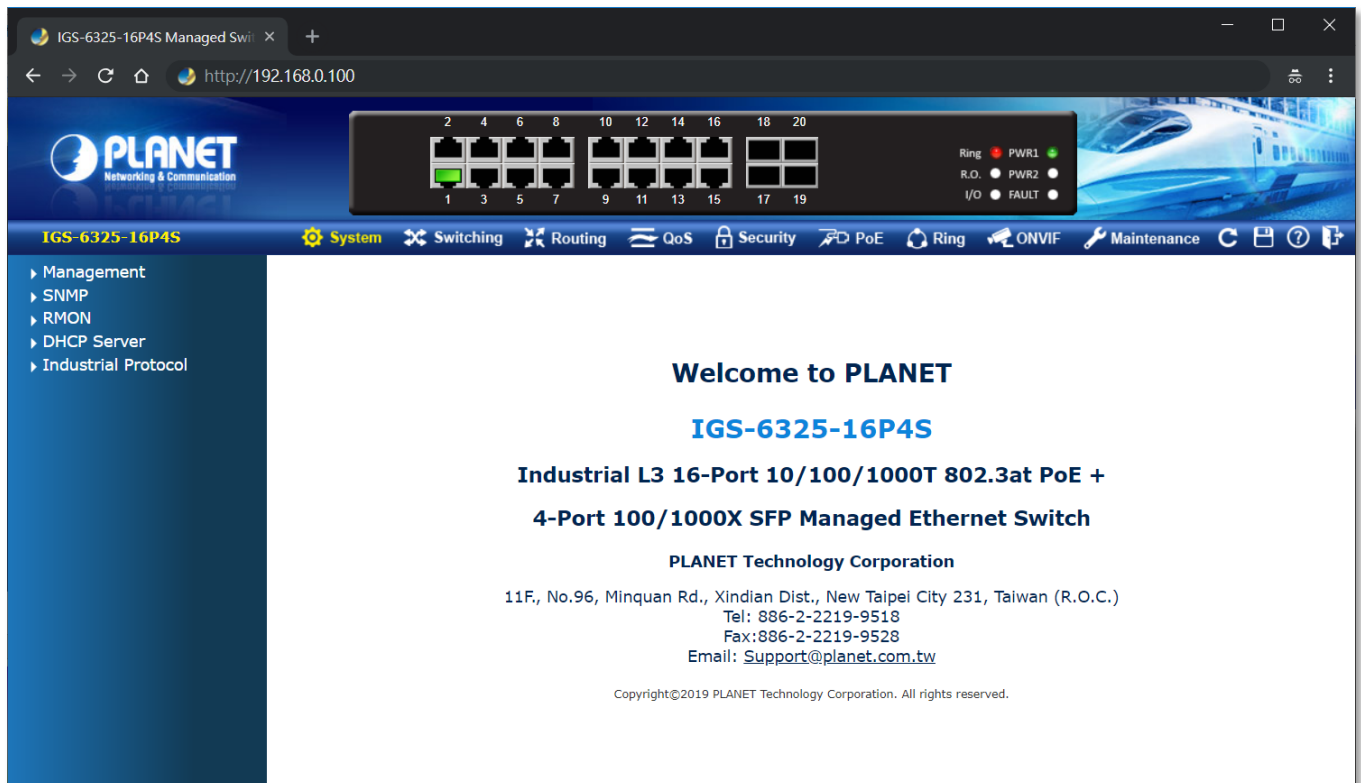 IGS-6325-16P4S Managed Swit
http://192.168.0.100
PLANET
Networking & Communication
2 4 6 8 10 12 14 16 18 20
1 3 5 7 9 11 13 15 17 19
Ring PWR1
R.O. PWR2
I/O FAULT
IGS-6325-16P4S
System Switching Routing QoS Security PoE Ring ONVIF Maintenance
Management
SNMP
RMON
DHCP Server
Industrial Protocol
Welcome to PLANET
IGS-6325-16P4S
Industrial L3 16-Port 10/100/1000T 802.3at PoE +
4-Port 100/1000X SFP Managed Ethernet Switch
PLANET Technology Corporation
11F., No.96, Minquan Rd., Xindian Dist., New Taipei City 231, Taiwan (R.O.C.)
Tel: 886-2-2219-9518
Fax:886-2-2219-9528
Email: Support@planet.com.tw
Copyright©2019 PLANET Technology Corporation. All rights reserved.